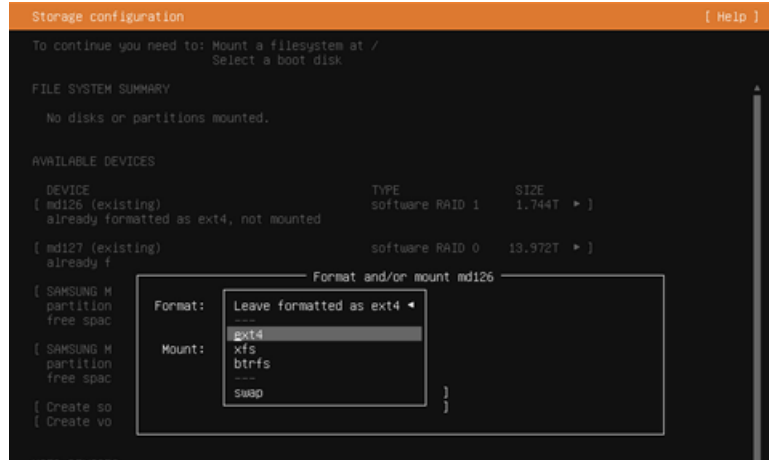 Storage configuration [ Help ]
To continue you need to: Mount a filesystem at /
Select a boot disk
FILE SYSTEM SUMMARY
No disks or partitions mounted.
AVAILABLE DEVICES
DEVICE TYPE SIZE
[ md126 (existing) software RAID 1 1.744T ▸ ]
already formatted as ext4, not mounted
[ md127 (existing) software RAID 0 13.972T ▸ ]
already f
Format and/or mount md126
[ SAMSUNG M
partition
free spac
Format: Leave formatted as ext4 ◂
---
ext4
xfs
btrfs
---
swap
[ SAMSUNG M
partition
free spac
Mount:
]
]
[ Create so
[ Create vo